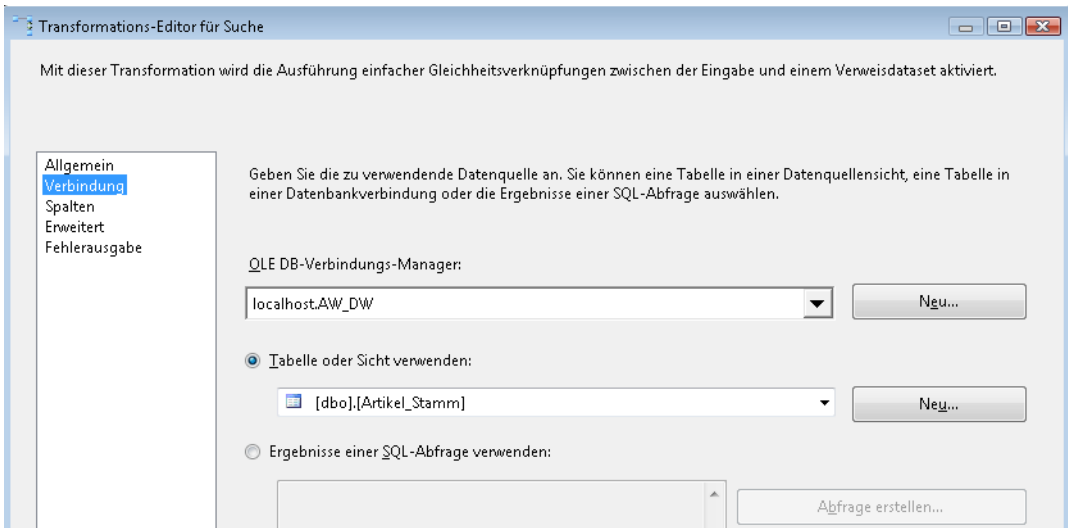 Transformations-Editor für Suche
Mit dieser Transformation wird die Ausführung einfacher Gleichheitsverknüpfungen zwischen der Eingabe und einem Verweisdataset aktiviert.
Allgemein
Verbindung
Spalten
Erweitert
Fehlerausgabe
Geben Sie die zu verwendende Datenquelle an. Sie können eine Tabelle in einer Datenquellensicht, eine Tabelle in
einer Datenbankverbindung oder die Ergebnisse einer SQL-Abfrage auswählen.
OLE DB-Verbindungs-Manager:
localhost.AW_DW
Neu...
Tabelle oder Sicht verwenden:
[dbo].[Artikel_Stamm]
Neu...
Ergebnisse einer SQL-Abfrage verwenden:
Abfrage erstellen...